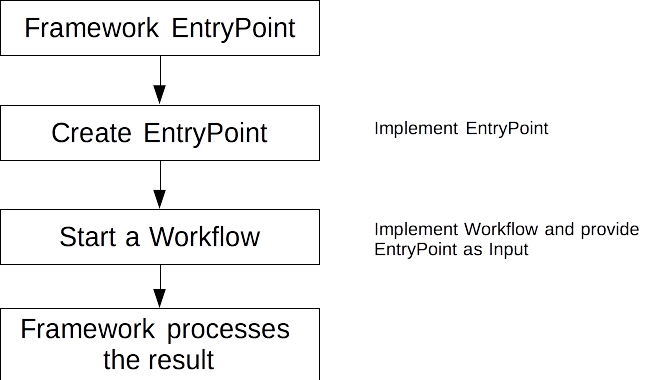 Framework EntryPoint
Create EntryPoint
Implement EntryPoint
Start a Workflow
Implement Workflow and provide
EntryPoint as Input
Framework processes
the result